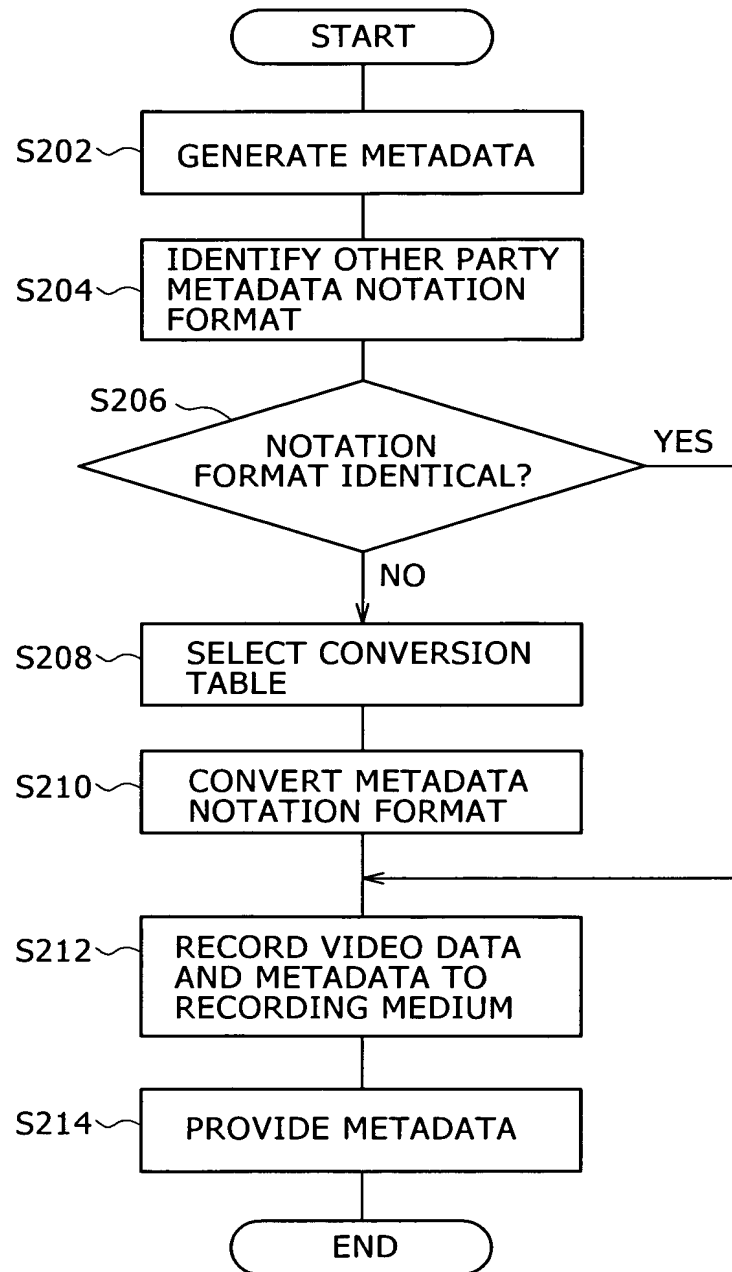 START
S202
GENERATE METADATA
S204
IDENTIFY OTHER PARTY
METADATA NOTATION
FORMAT
S206
NOTATION
FORMAT IDENTICAL?
YES
NO
S208
SELECT CONVERSION
TABLE
S210
CONVERT METADATA
NOTATION FORMAT
S212
RECORD VIDEO DATA
AND METADATA TO
RECORDING MEDIUM
S214
PROVIDE METADATA
END